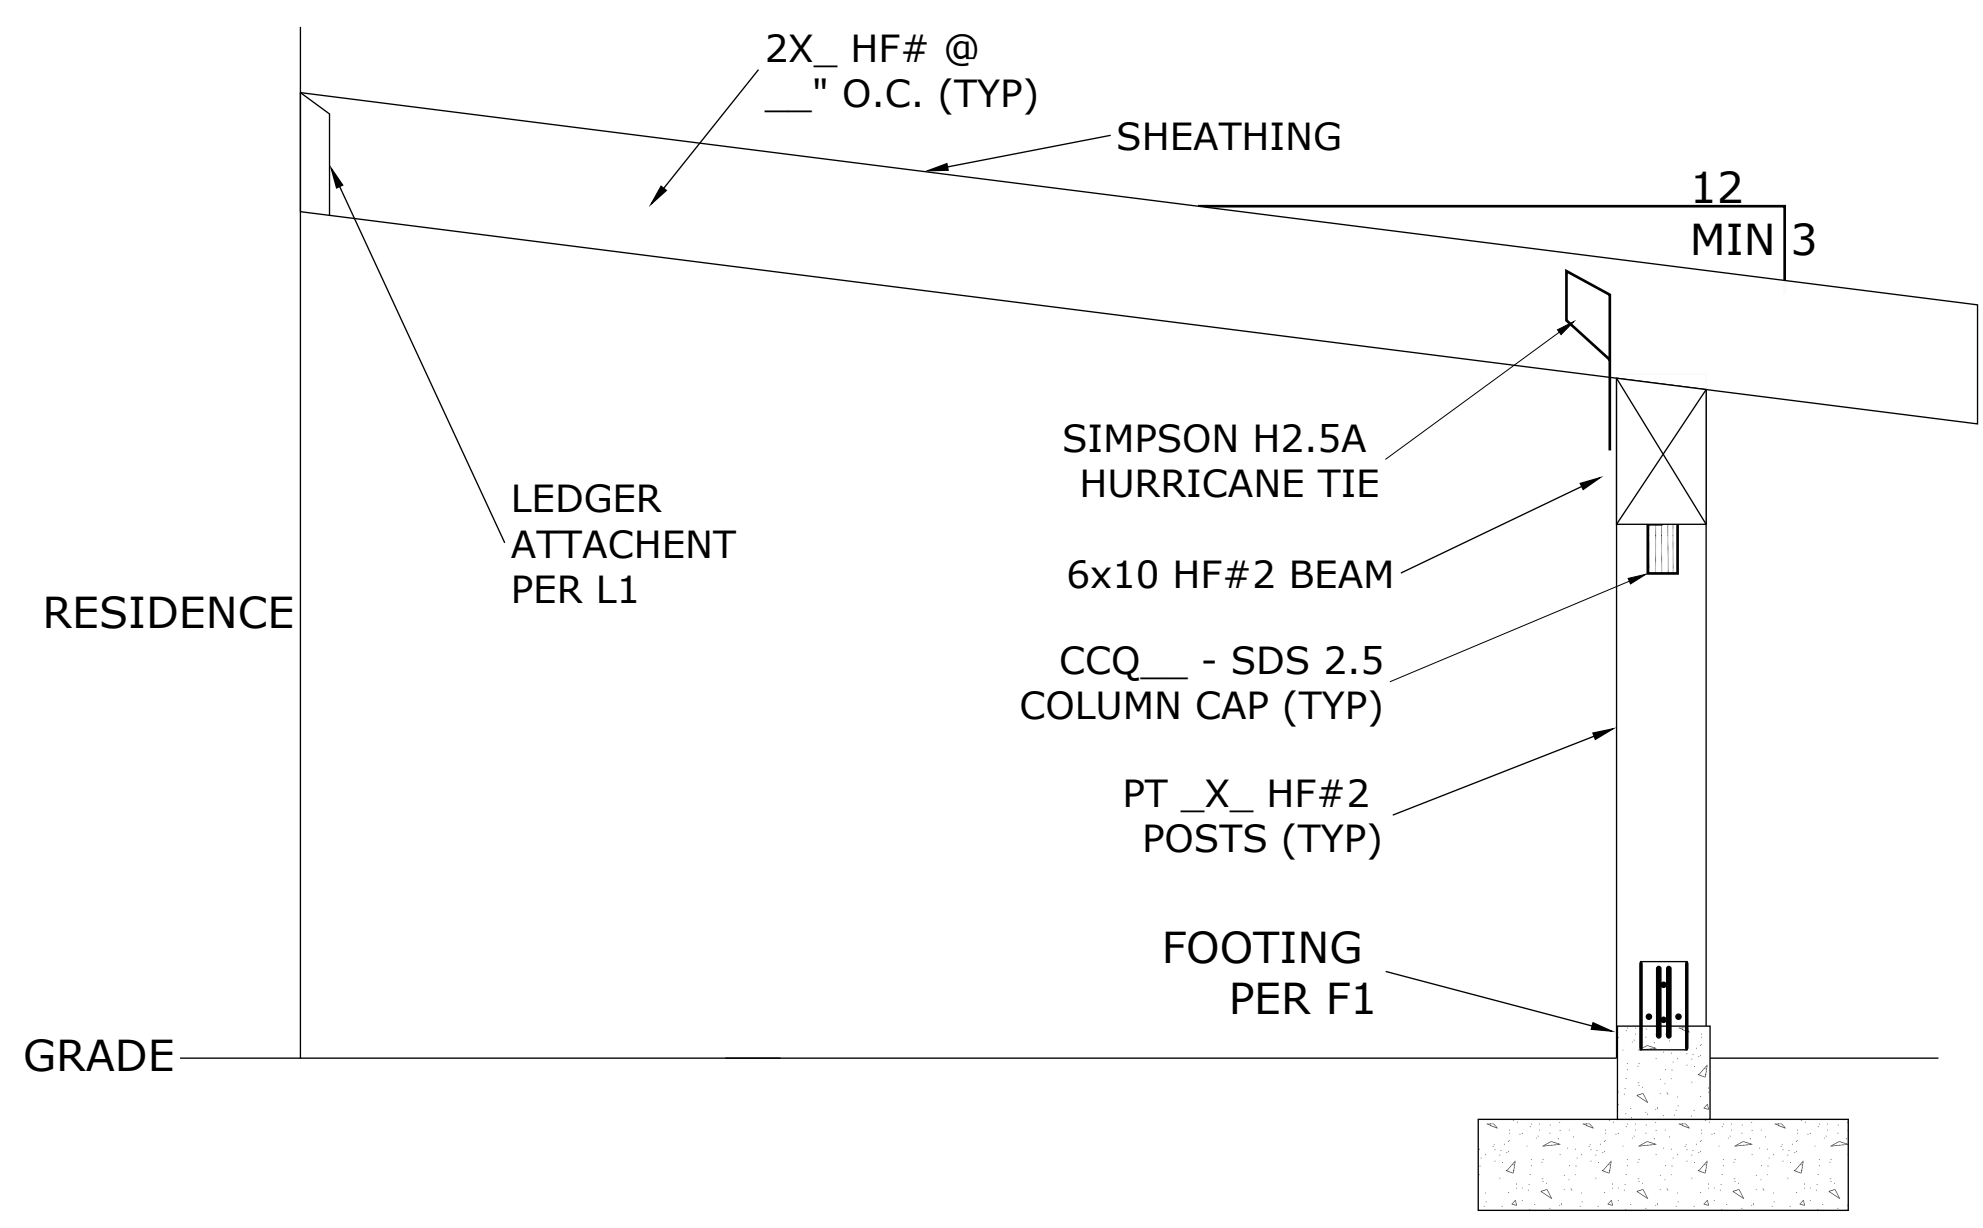 2X_ HF# @
__" O.C. (TYP)
SHEATHING
12
MIN 3
SIMPSON H2.5A
HURRICANE TIE
LEDGER
ATTACHENT
PER L1
6x10 HF#2 BEAM
RESIDENCE
CCQ__ - SDS 2.5
COLUMN CAP (TYP)
PT _X_ HF#2
POSTS (TYP)
FOOTING
PER F1
GRADE